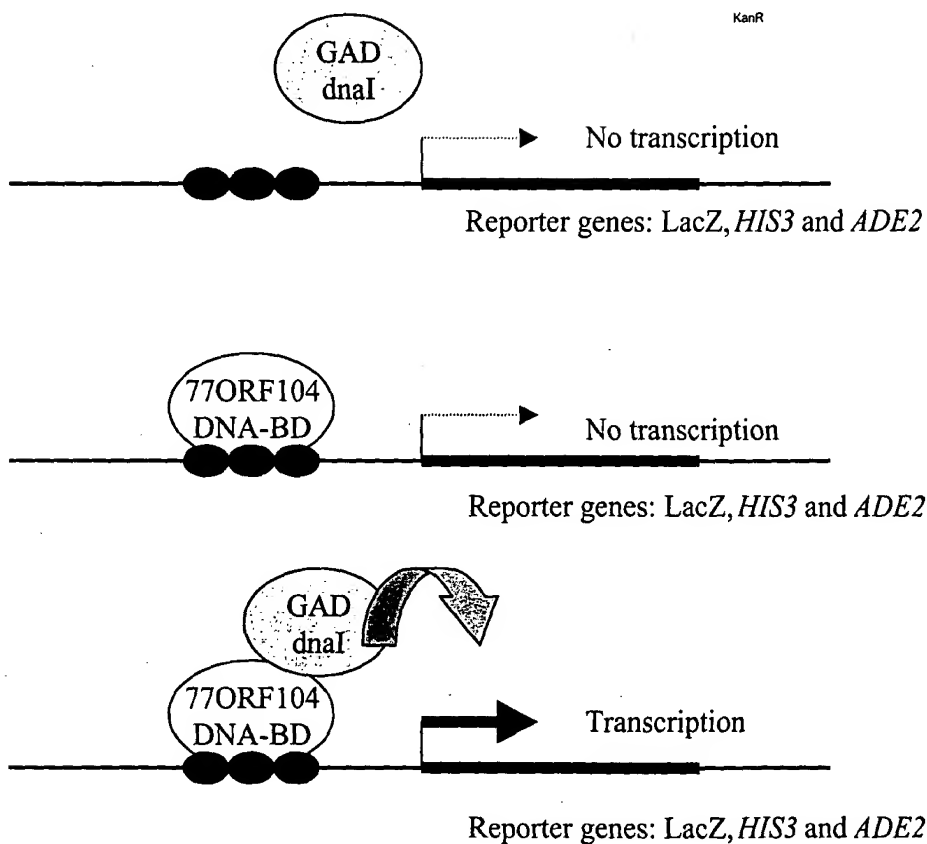 KanR
GAD
dnaI
No transcription
Reporter genes: LacZ, HIS3 and ADE2
77ORF104
DNA-BD
No transcription
Reporter genes: LacZ, HIS3 and ADE2
GAD
dnaI
77ORF104
DNA-BD
Transcription
Reporter genes: LacZ, HIS3 and ADE2